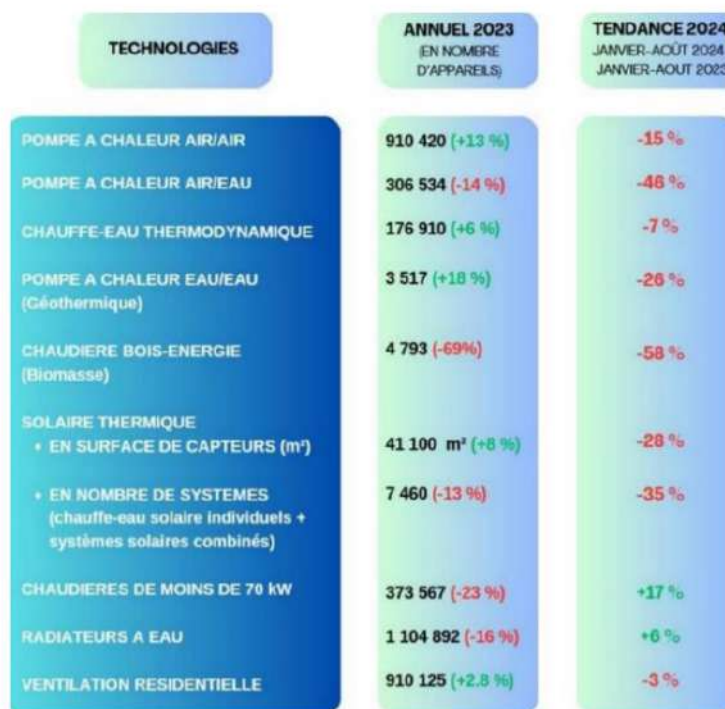 TECHNOLOGIES
ANNUEL 2023
(EN NOMBRE
D'APPAREILS)
TENDANCE 2024
JANVIER-AOÛT 2024
JANVIER-AOUT 2023
POMPE A CHALEUR AIR/AIR 910 420 (+13 %) -15 %
POMPE A CHALEUR AIR/EAU 306 534 (-14 %) -46 %
CHAUFFE-EAU THERMODYNAMIQUE 176 910 (+6 %) -7 %
POMPE A CHALEUR EAU/EAU 3 517 (+18 %) -26 %
(Géothermique)
CHAUDIERE BOIS-ENERGIE 4 793 (-69%) -58 %
(Biomasse)
SOLAIRE THERMIQUE
• EN SURFACE DE CAPTEURS (m²) 41 100 m² (+8 %) -28 %
• EN NOMBRE DE SYSTEMES 7 460 (-13 %) -35 %
(chauffe-eau solaire individuels +
systèmes solaires combinés)
CHAUDIERES DE MOINS DE 70 kW 373 567 (-23 %) +17 %
RADIATEURS A EAU 1 104 892 (-16 %) +6 %
VENTILATION RESIDENTIELLE 910 125 (+2.8 %) -3 %